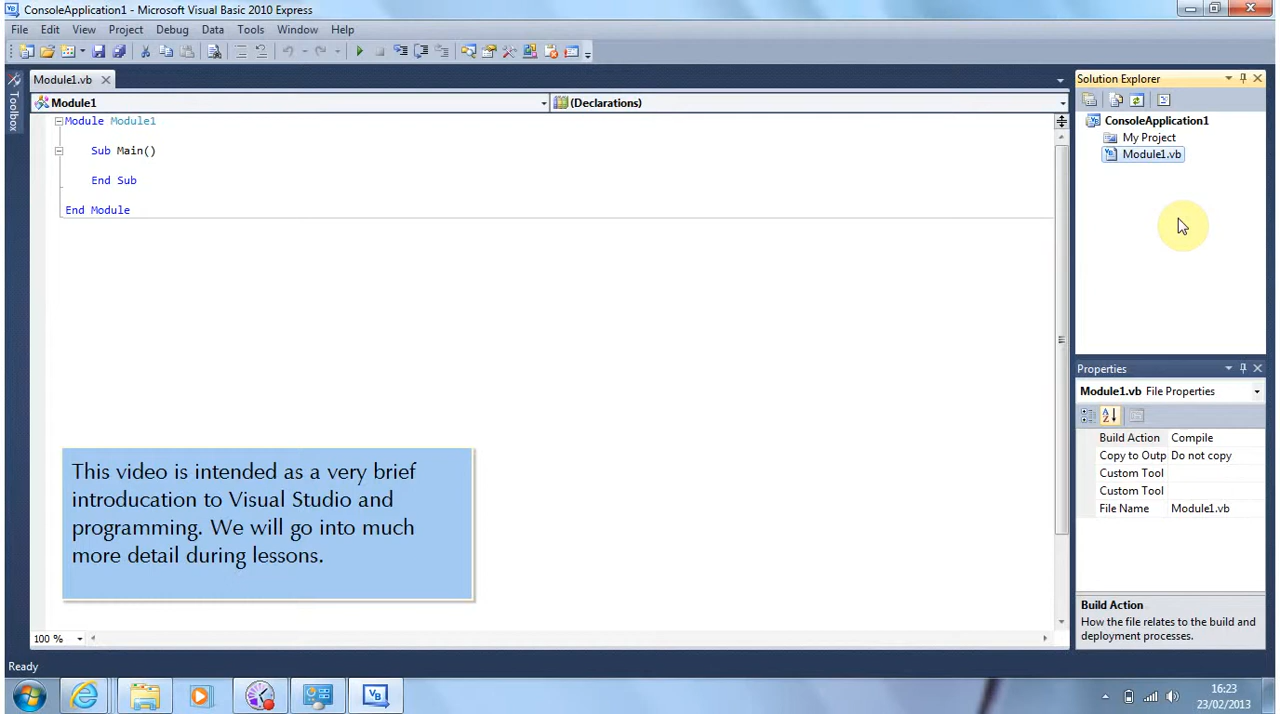 ConsoleApplication1 - Microsoft Visual Basic 2010 Express
File Edit View Project Debug Data Tools Window Help
Module1.vb
Toolbox
Module1
(Declarations)
Module Module1
Sub Main()
End Sub
End Module
This video is intended as a very brief
introducation to Visual Studio and
programming. We will go into much
more detail during lessons.
100 %
Solution Explorer
ConsoleApplication1
My Project
Module1.vb
Properties
Module1.vb File Properties
Build Action Compile
Copy to Outp Do not copy
Custom Tool
Custom Tool
File Name Module1.vb
Build Action
How the file relates to the build and
deployment processes.
Ready
16:23
23/02/2013